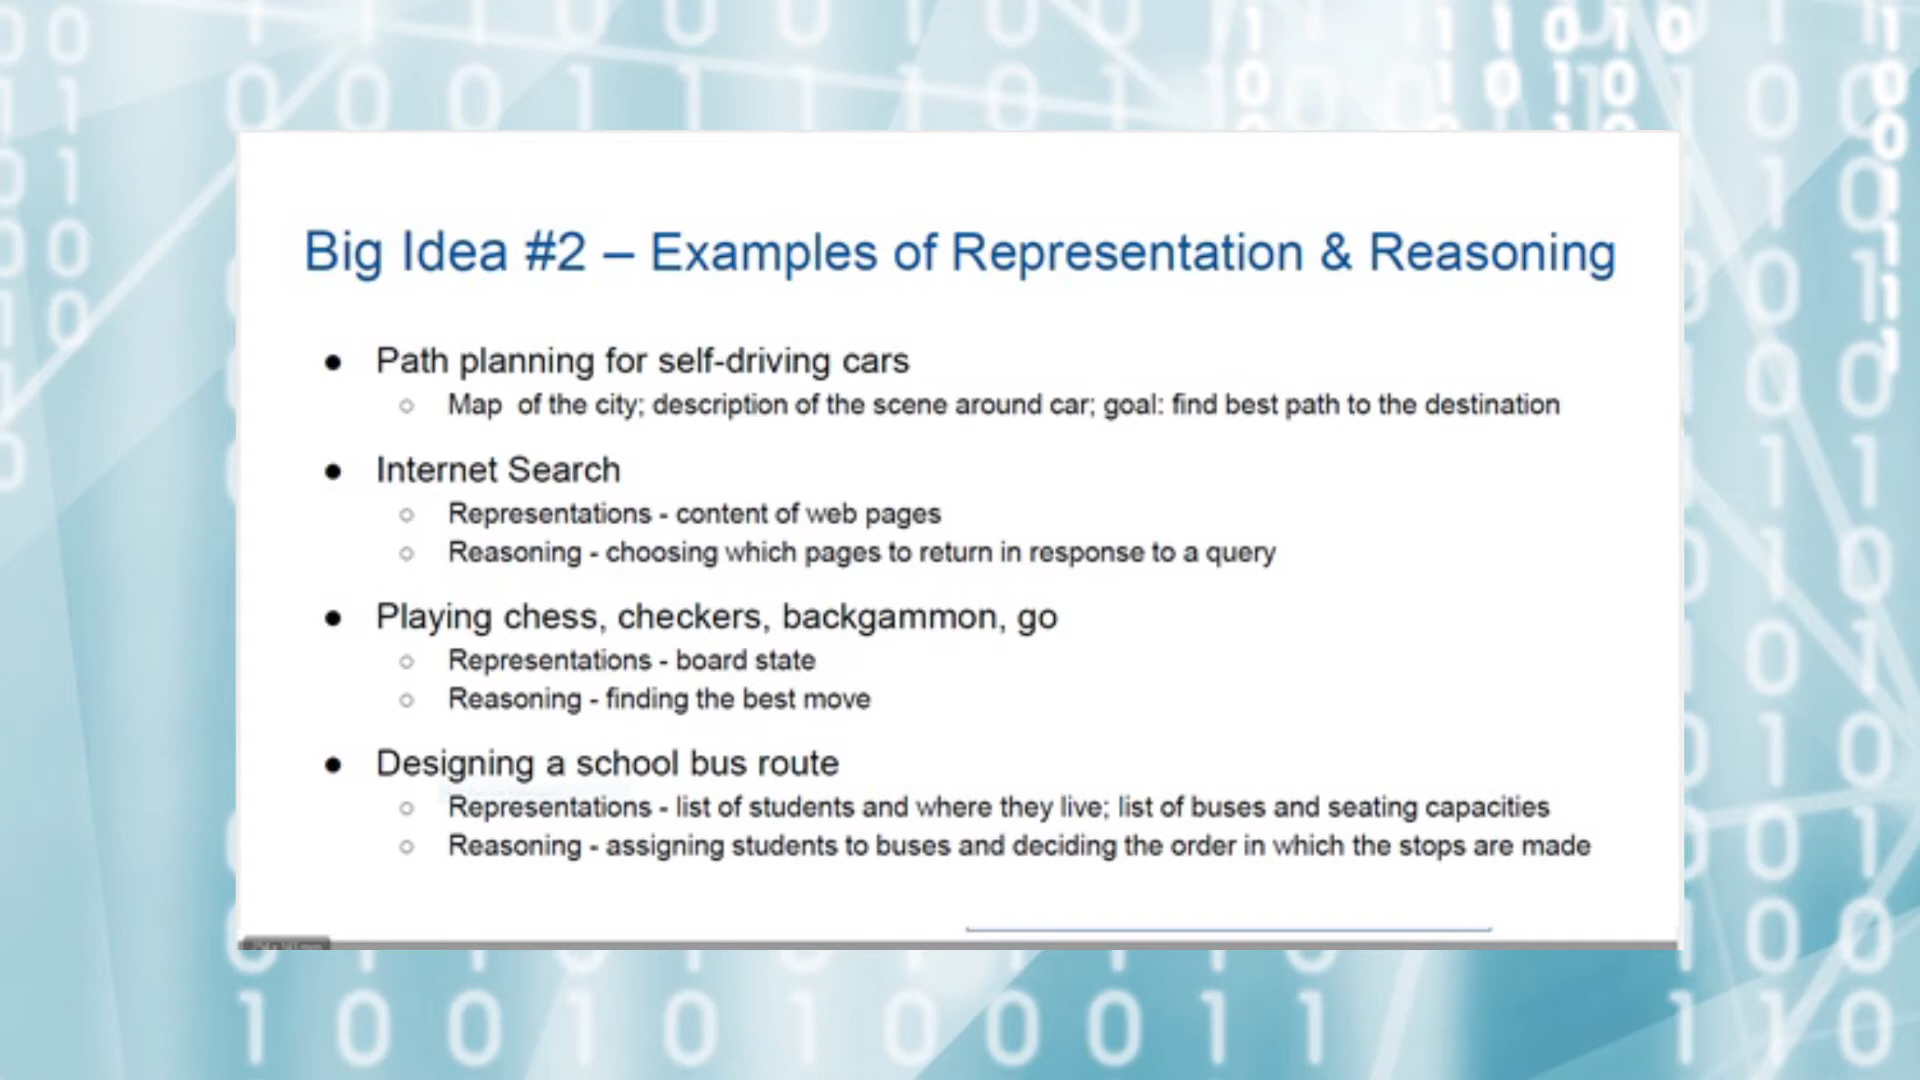 Big Idea #2 – Examples of Representation & Reasoning
● Path planning for self-driving cars
○ Map of the city; description of the scene around car; goal: find best path to the destination
● Internet Search
○ Representations - content of web pages
○ Reasoning - choosing which pages to return in response to a query
● Playing chess, checkers, backgammon, go
○ Representations - board state
○ Reasoning - finding the best move
● Designing a school bus route
○ Representations - list of students and where they live; list of buses and seating capacities
○ Reasoning - assigning students to buses and deciding the order in which the stops are made